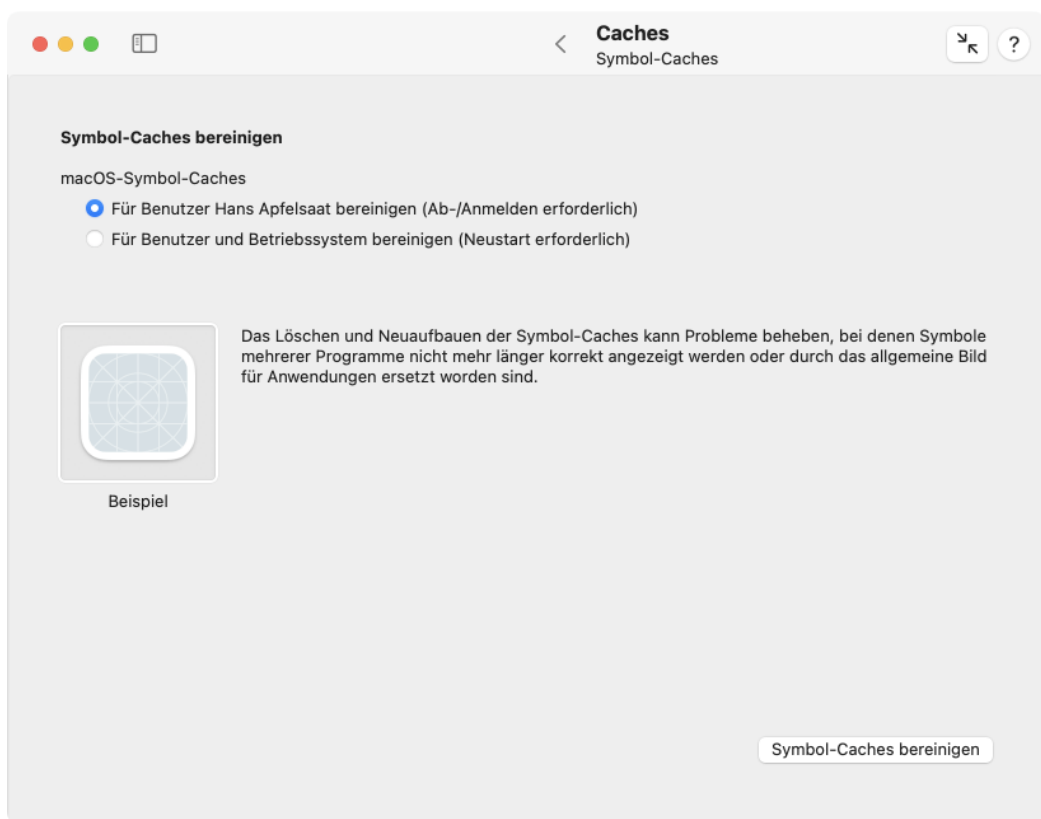 Caches
Symbol-Caches
?
Symbol-Caches bereinigen
macOS-Symbol-Caches
Für Benutzer Hans Apfelsaat bereinigen (Ab-/Anmelden erforderlich)
Für Benutzer und Betriebssystem bereinigen (Neustart erforderlich)
Das Löschen und Neuaufbauen der Symbol-Caches kann Probleme beheben, bei denen Symbole
mehrerer Programme nicht mehr länger korrekt angezeigt werden oder durch das allgemeine Bild
für Anwendungen ersetzt worden sind.
Beispiel
Symbol-Caches bereinigen